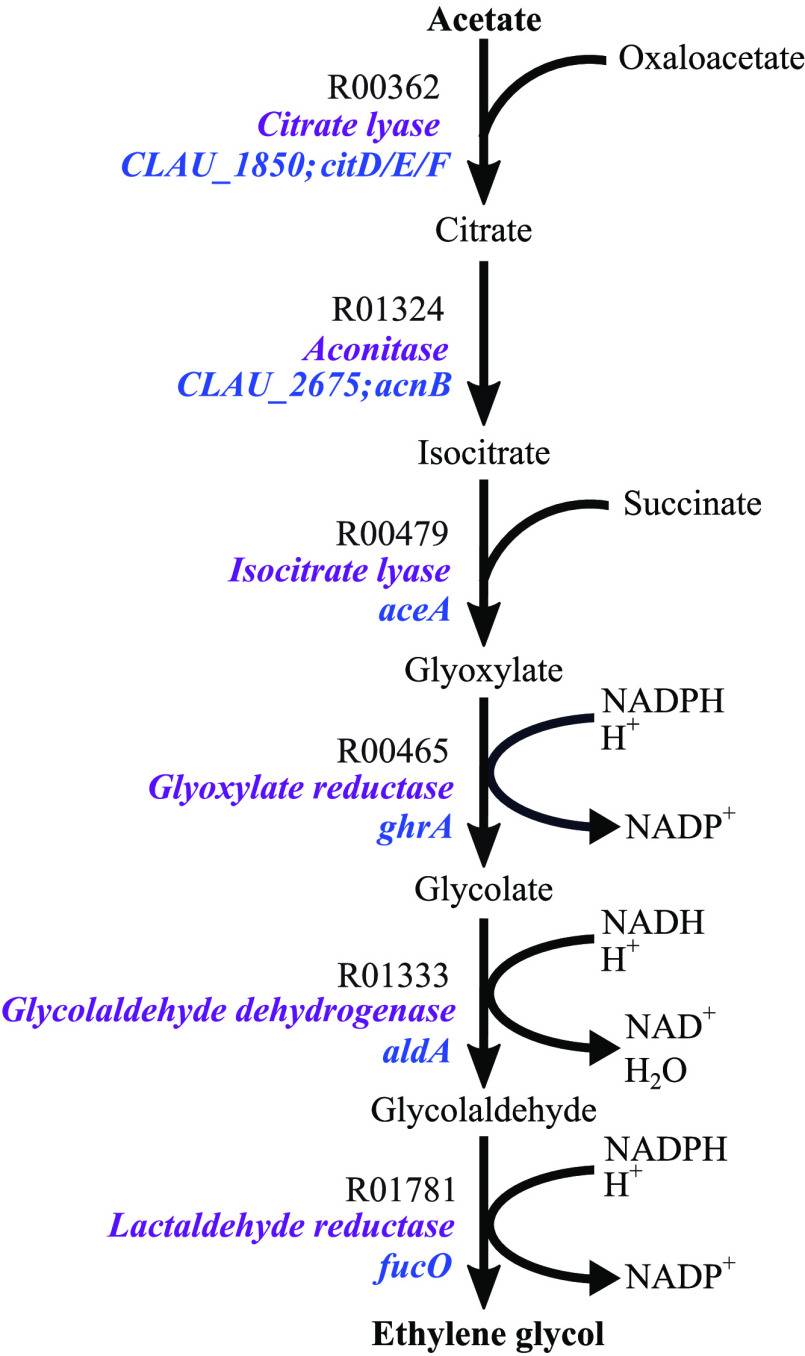 Acetate
Oxaloacetate
R00362
Citrate lyase
CLAU_1850; citD/E/F
Citrate
R01324
Aconitase
CLAU_2675; acnB
Isocitrate
Succinate
R00479
Isocitrate lyase
aceA
Glyoxylate
NADPH
H+
R00465
Glyoxylate reductase
ghrA
NADP+
Glycolate
NADH
H+
R01333
Glycolaldehyde dehydrogenase
aldA
NAD+
H2O
Glycolaldehyde
NADPH
H+
R01781
Lactaldehyde reductase
fucO
NADP+
Ethylene glycol